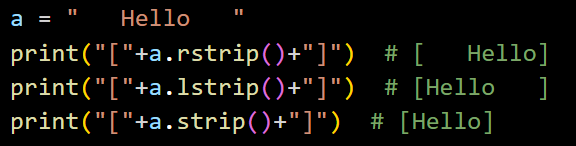 a = "   Hello   "
print("["+a.rstrip()+"]")  # [   Hello]
print("["+a.lstrip()+"]")  # [Hello   ]
print("["+a.strip()+"]")  # [Hello]